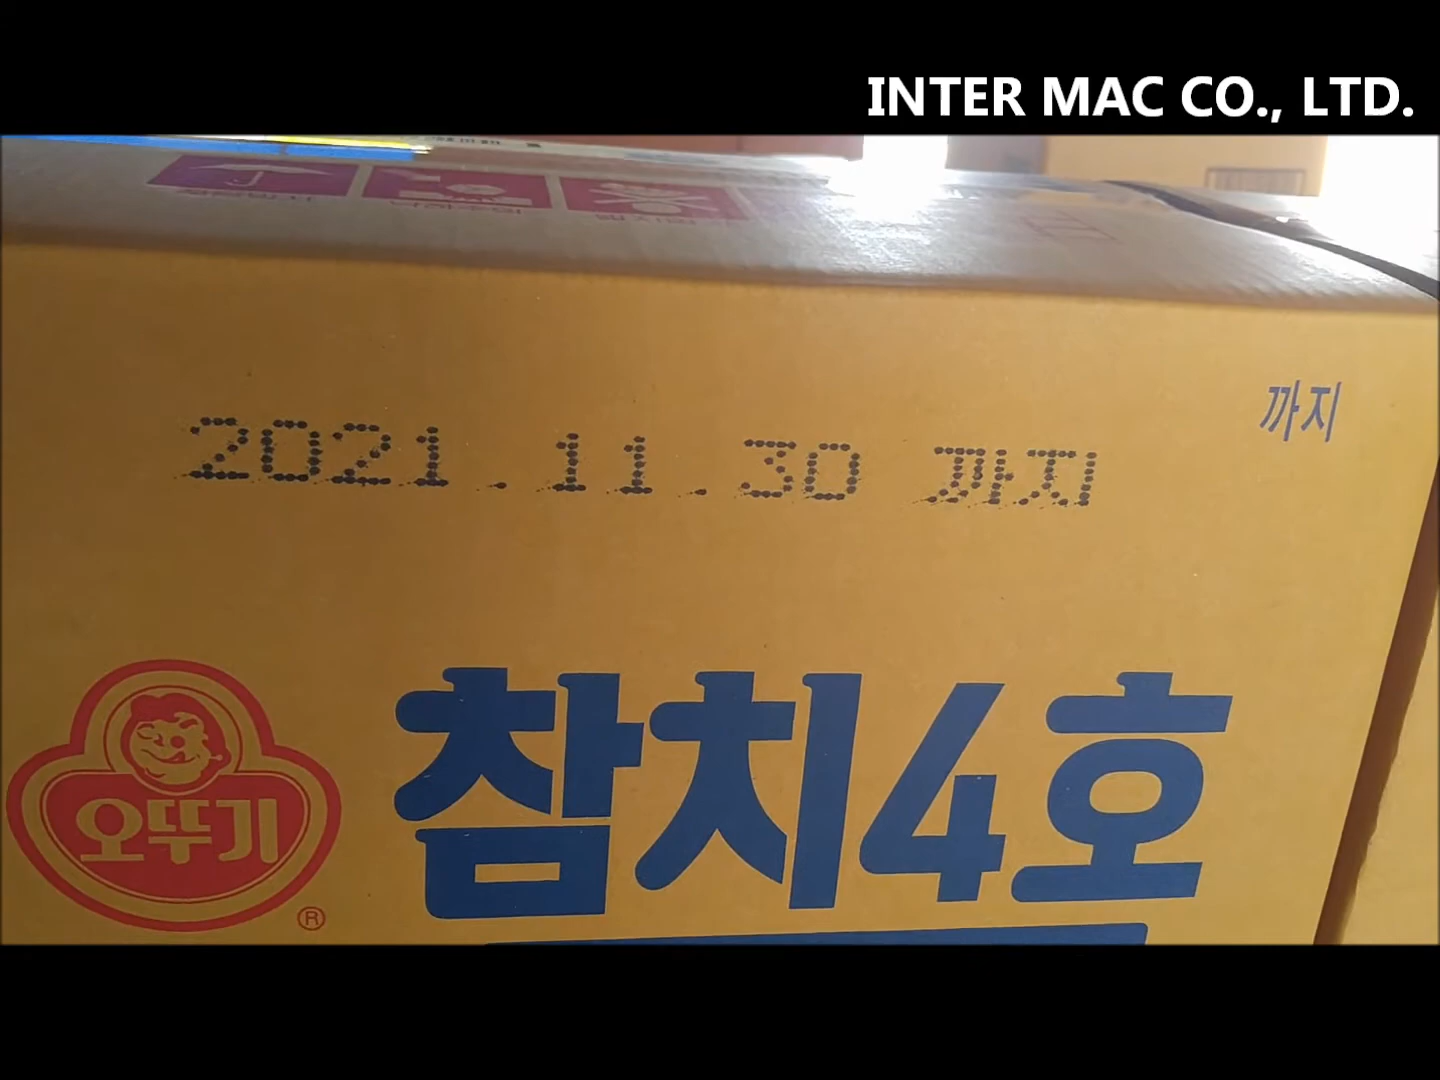 INTER MAC CO., LTD.
까지
2021.11.30 까지
참치4호
오뚜기
®